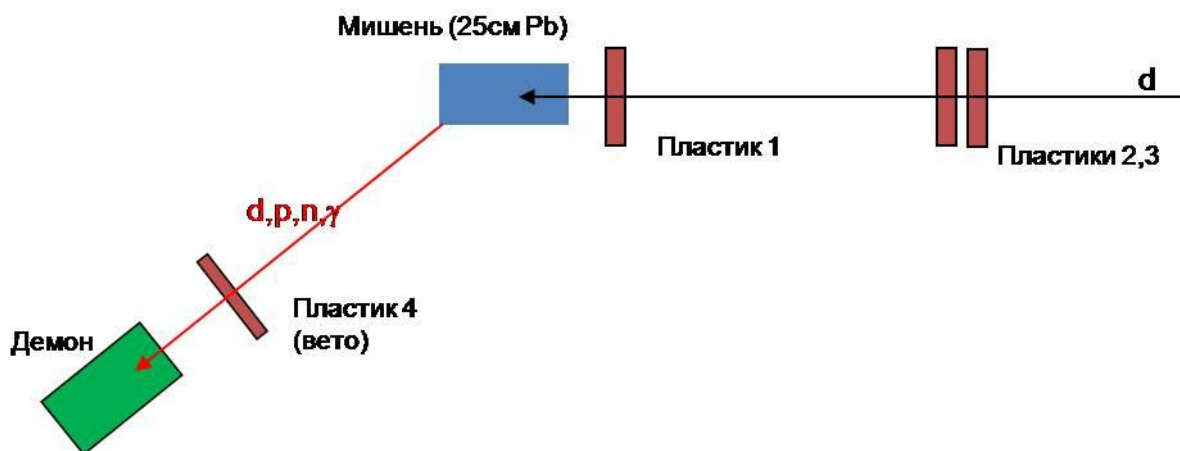 Мишень (25см Pb)
d
Пластик 1
Пластики 2,3
d,p,n,γ
Пластик 4
(вето)
Демон